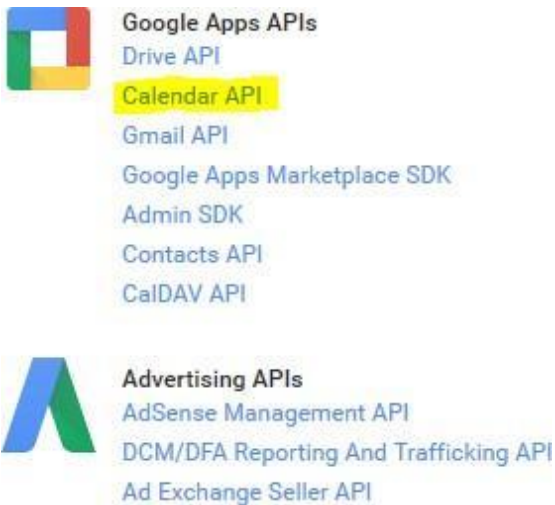 Google Apps APIs
Drive API
Calendar API
Gmail API
Google Apps Marketplace SDK
Admin SDK
Contacts API
CalDAV API
Advertising APIs
AdSense Management API
DCM/DFA Reporting And Trafficking API
Ad Exchange Seller API